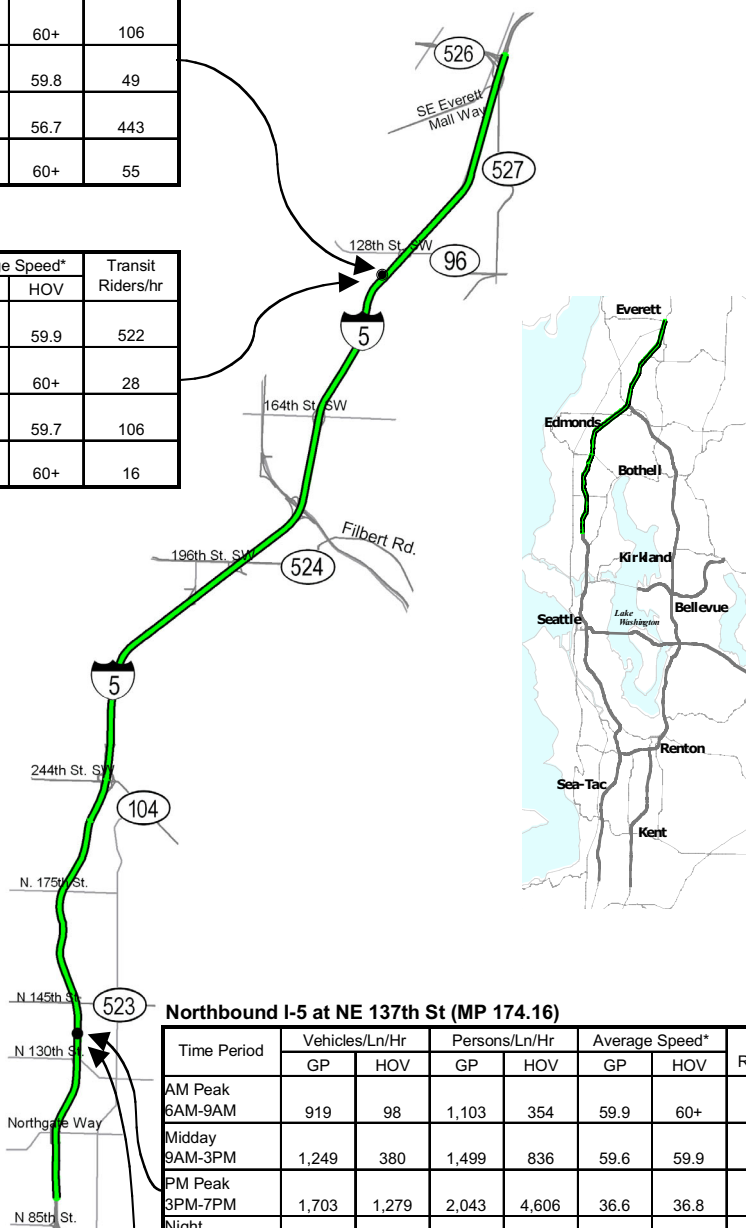 60+ 106
59.8 49
56.7 443
60+ 55
526
SE Everett
Mall Way
527
128th St. SW
96
e Speed* Transit
HOV Riders/hr
59.9 522
60+ 28
59.7 106
60+ 16
5
164th St. SW
Filbert Rd.
196th St. SW
524
5
244th St. SW
104
N. 175th St.
N 145th St.
523
N 130th St.
Northgate Way
N 85th St.
Everett
Edmonds
Bothell
Kirkland
Bellevue
Seattle
Lake
Washington
Renton
Sea-Tac
Kent
Northbound I-5 at NE 137th St (MP 174.16)
Time Period Vehicles/Ln/Hr Persons/Ln/Hr Average Speed*
GP HOV GP HOV GP HOV R
AM Peak
6AM-9AM 919 98 1,103 354 59.9 60+
Midday
9AM-3PM 1,249 380 1,499 836 59.6 59.9
PM Peak
3PM-7PM 1,703 1,279 2,043 4,606 36.6 36.8
Night